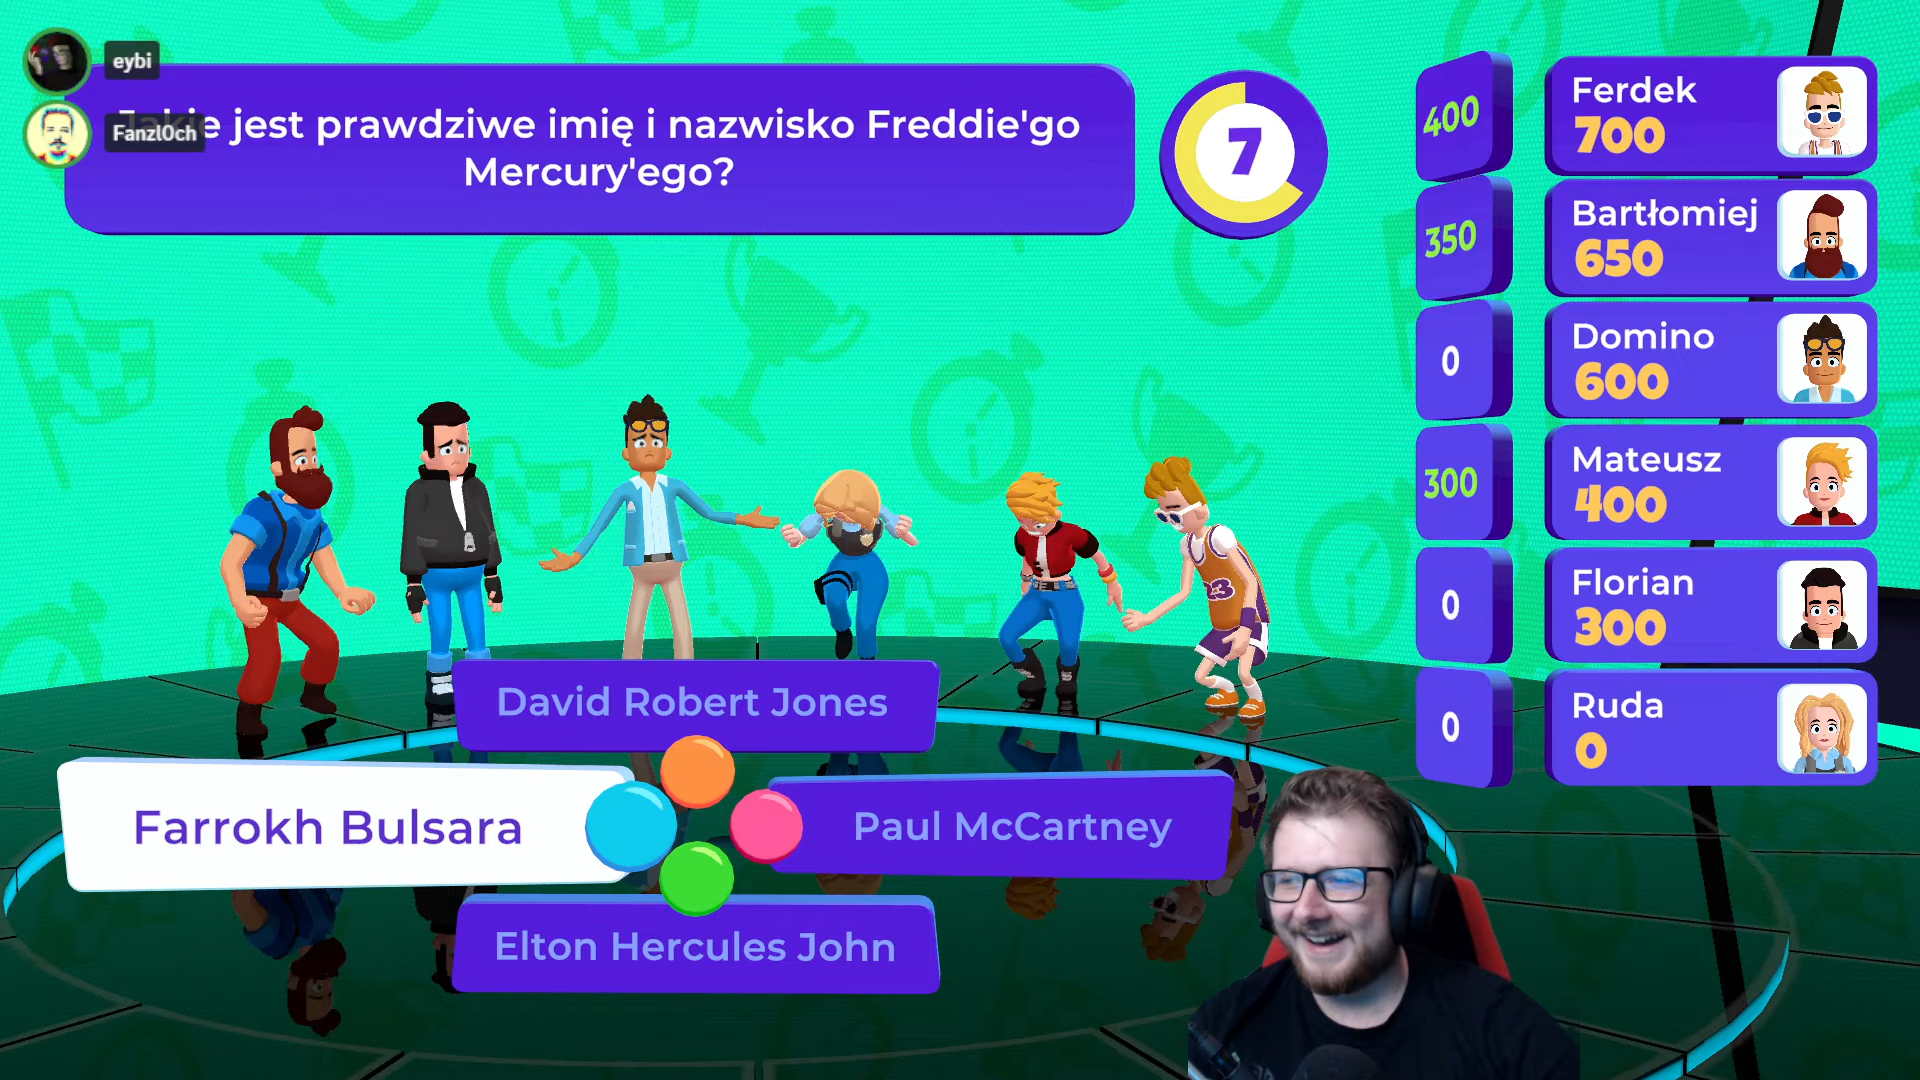 eybi
Fanzl0ch
jest prawdziwe imię i nazwisko Freddie'go
Mercury'ego?
7
400
Ferdek
700
350
Bartłomiej
650
0
Domino
600
300
Mateusz
400
0
Florian
300
0
Ruda
0
23
David Robert Jones
Farrokh Bulsara
Paul McCartney
Elton Hercules John